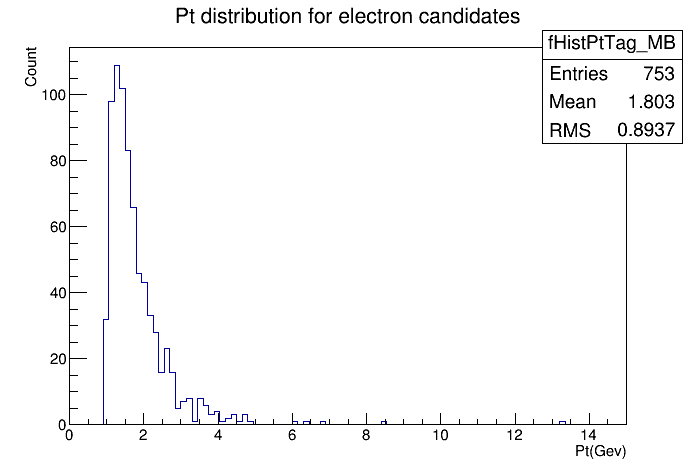 Pt distribution for electron candidates
fHistPtTag_MB
Entries 753
Mean 1.803
RMS 0.8937
Count
100
80
60
40
20
0
0 2 4 6 8 10 12 14
Pt(Gev)